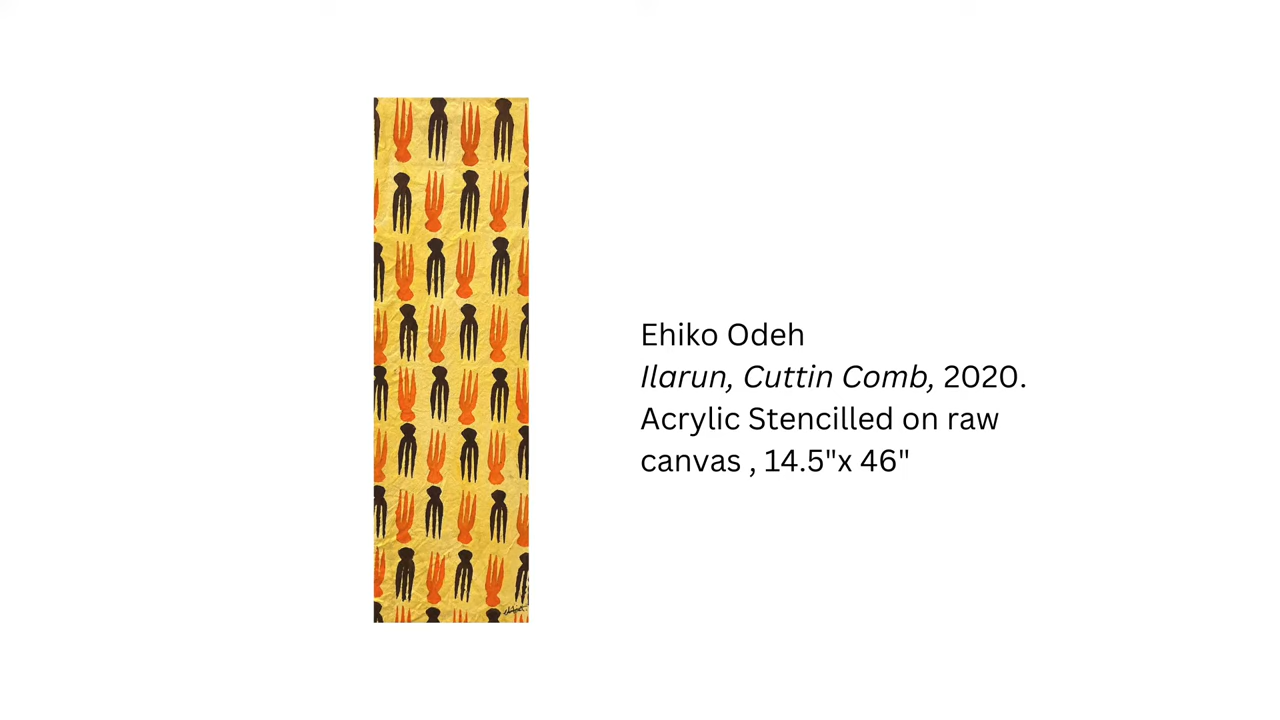 Ehiko Odeh
Ilarun, Cuttin Comb, 2020.
Acrylic Stencilled on raw
canvas , 14.5"x 46"